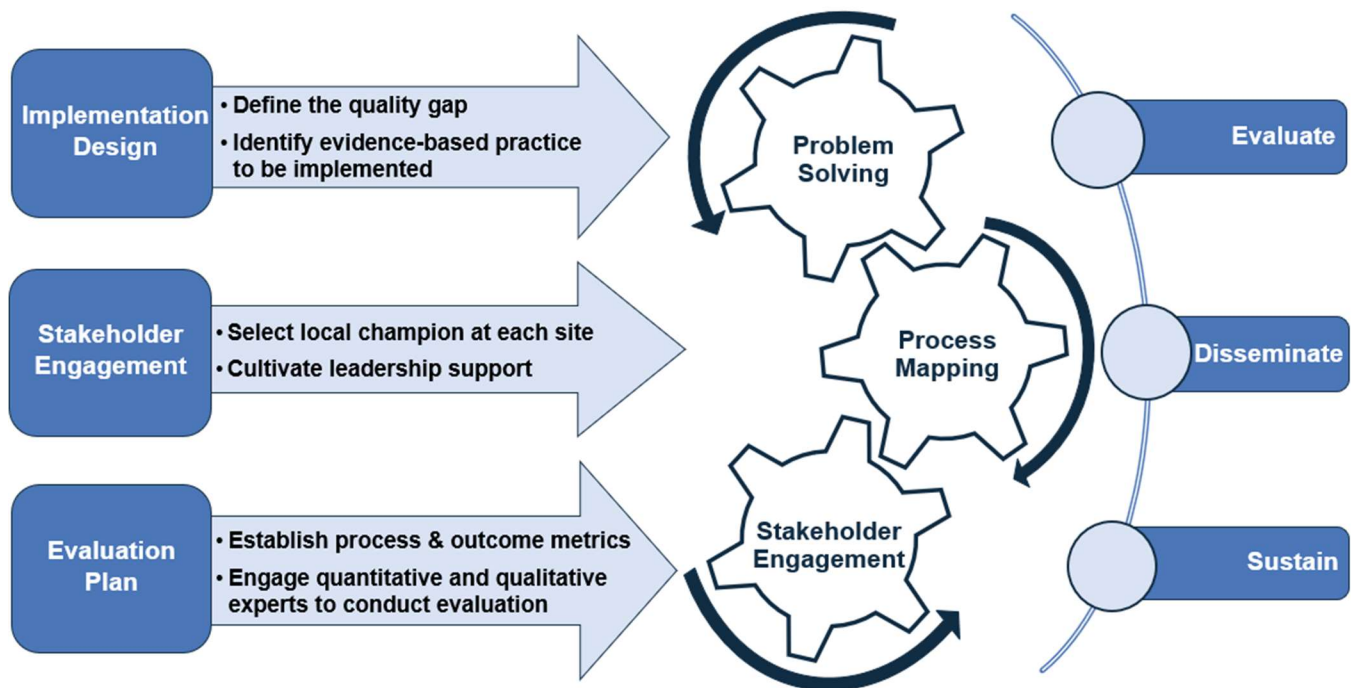 Implementation
Design
• Define the quality gap
• Identify evidence-based practice
to be implemented
Stakeholder
Engagement
• Select local champion at each site
• Cultivate leadership support
Evaluation
Plan
• Establish process & outcome metrics
• Engage quantitative and qualitative
experts to conduct evaluation
Problem
Solving
Process
Mapping
Stakeholder
Engagement
Evaluate
Disseminate
Sustain